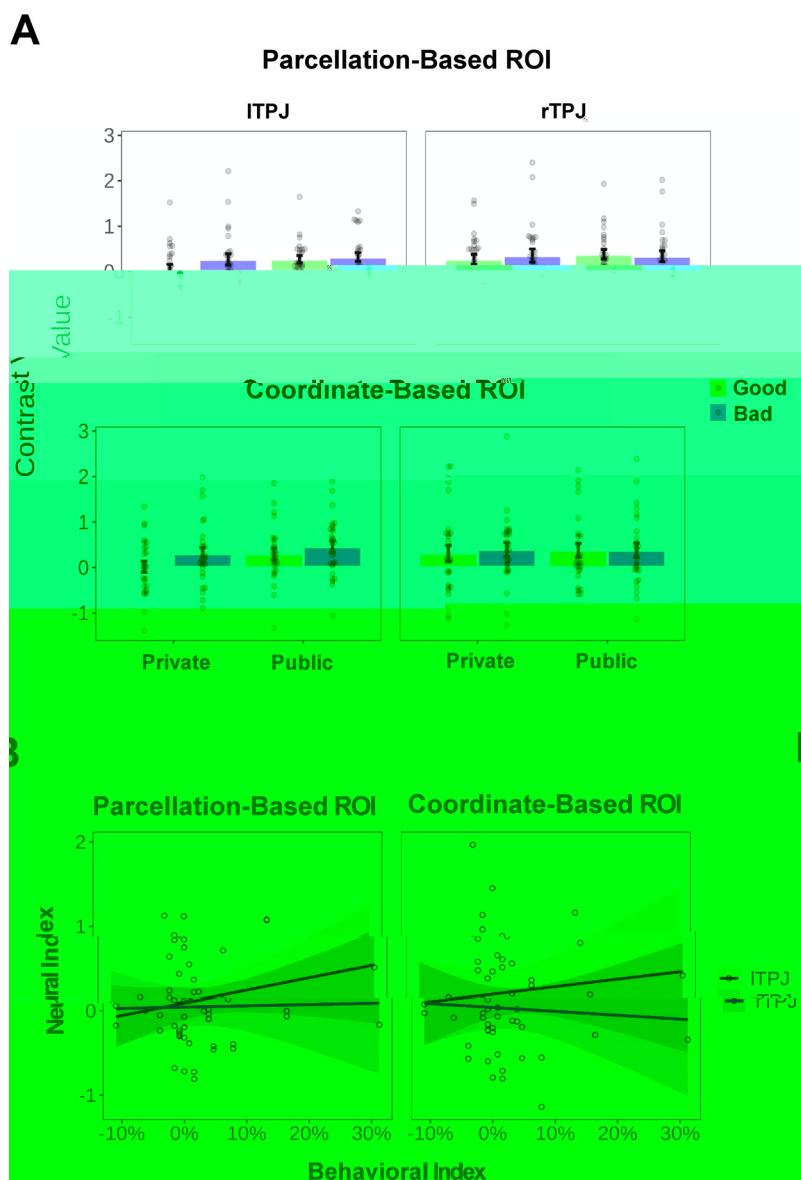 A
Parcellation-Based ROI
lTPJ rTPJ
3
2
1
0
-1
Contrast Value
Coordinate-Based ROI
Good
Bad
3
2
1
0
-1
Private Public Private Public
Parcellation-Based ROI Coordinate-Based ROI
2
1
0
-1
Neural Index
lTPJ
rTPJ
-10% 0% 10% 20% 30% -10% 0% 10% 20% 30%
Behavioral Index